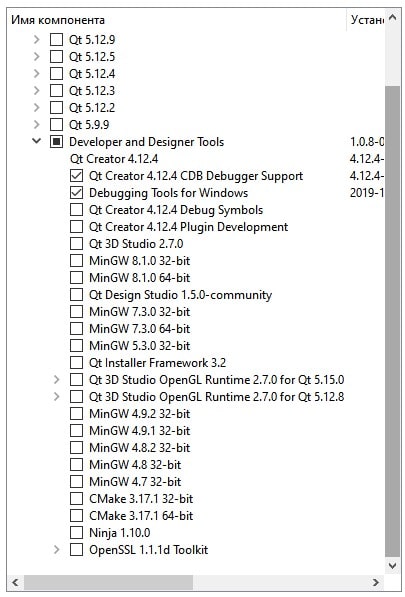 Имя компонента Устано
Qt 5.12.9
Qt 5.12.5
Qt 5.12.4
Qt 5.12.3
Qt 5.12.2
Qt 5.9.9
Developer and Designer Tools 1.0.8-0
Qt Creator 4.12.4 4.12.4-
Qt Creator 4.12.4 CDB Debugger Support 4.12.4-
Debugging Tools for Windows 2019-1
Qt Creator 4.12.4 Debug Symbols
Qt Creator 4.12.4 Plugin Development
Qt 3D Studio 2.7.0
MinGW 8.1.0 32-bit
MinGW 8.1.0 64-bit
Qt Design Studio 1.5.0-community
MinGW 7.3.0 32-bit
MinGW 7.3.0 64-bit
MinGW 5.3.0 32-bit
Qt Installer Framework 3.2
Qt 3D Studio OpenGL Runtime 2.7.0 for Qt 5.15.0
Qt 3D Studio OpenGL Runtime 2.7.0 for Qt 5.12.8
MinGW 4.9.2 32-bit
MinGW 4.9.1 32-bit
MinGW 4.8.2 32-bit
MinGW 4.8 32-bit
MinGW 4.7 32-bit
CMake 3.17.1 32-bit
CMake 3.17.1 64-bit
Ninja 1.10.0
OpenSSL 1.1.1d Toolkit